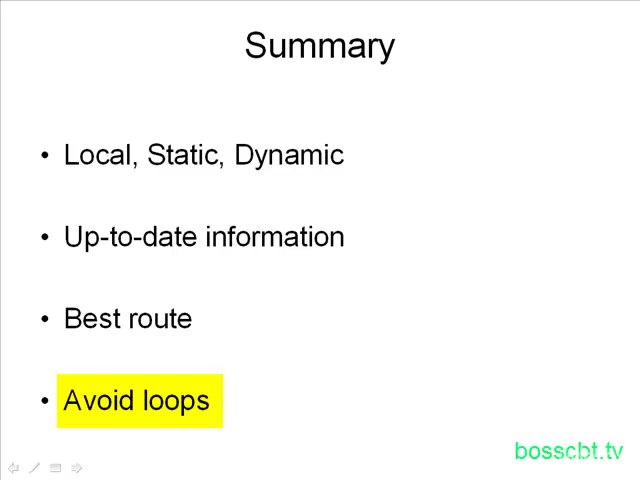 Summary
• Local, Static, Dynamic
• Up-to-date information
• Best route
• Avoid loops
bosscbt.tv